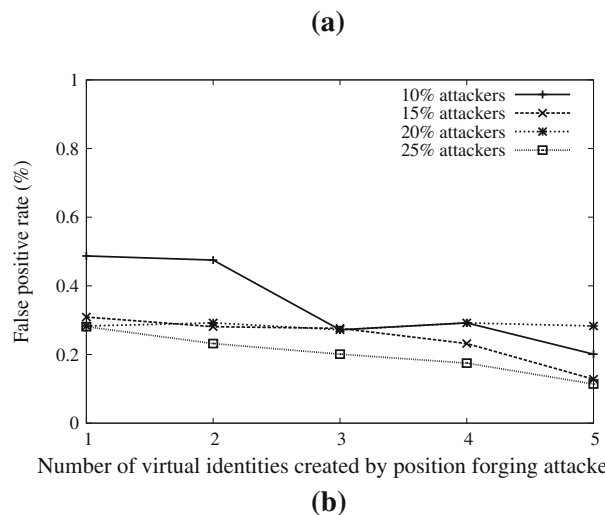 (a)
1
0.8
0.6
0.4
0.2
0
False positive rate (%)
10% attackers
15% attackers
20% attackers
25% attackers
1 2 3 4 5
Number of virtual identities created by position forging attacke
(b)